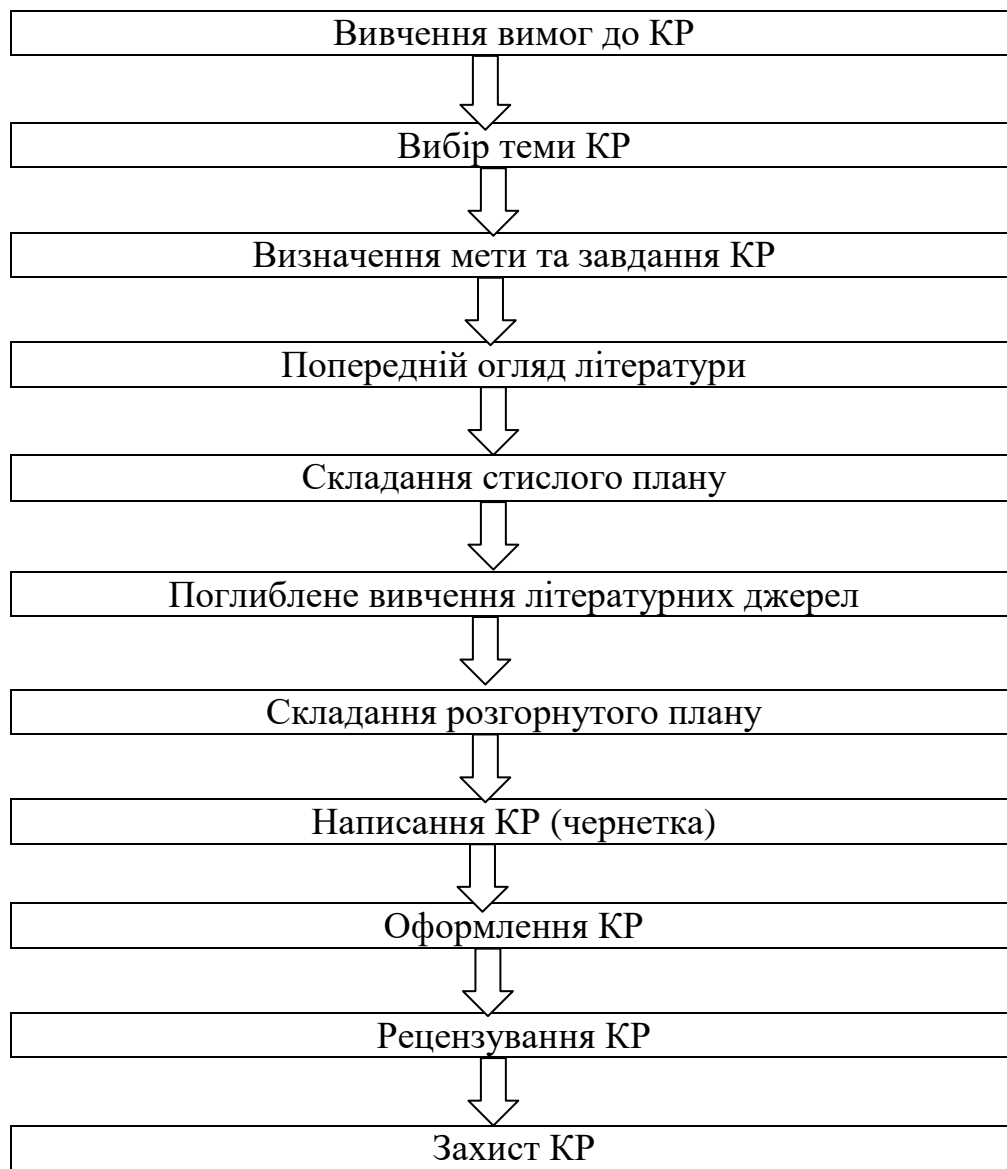 Вивчення вимог до КР
Вибір теми КР
Визначення мети та завдання КР
Попередній огляд літератури
Складання стислого плану
Поглиблене вивчення літературних джерел
Складання розгорнутого плану
Написання КР (чернетка)
Оформлення КР
Рецензування КР
Захист КР